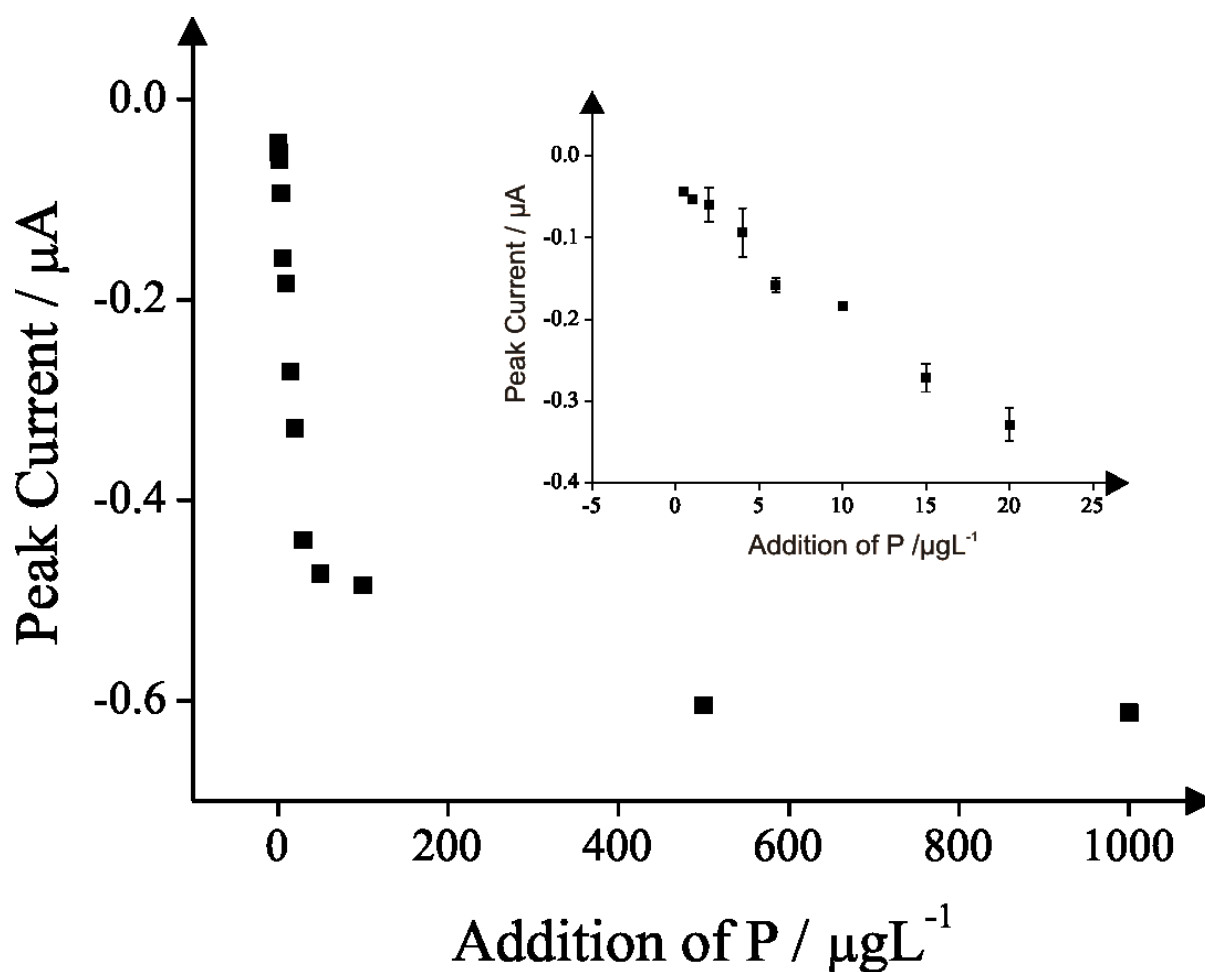 0.0
-0.2
-0.4
-0.6
Peak Current / μA
0 200 400 600 800 1000
Addition of P / μgL⁻¹
0.0
-0.1
-0.2
-0.3
-0.4
Peak Current / μA
-5 0 5 10 15 20 25
Addition of P /μgL⁻¹